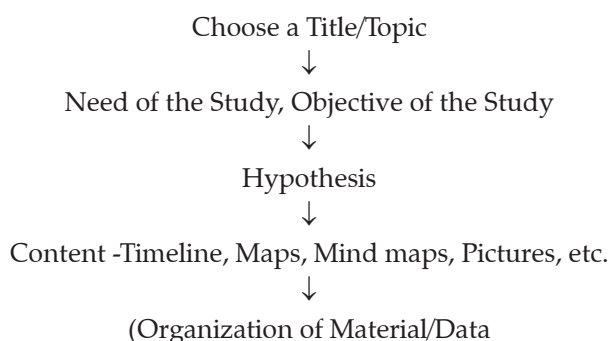 Choose a Title/Topic
↓
Need of the Study, Objective of the Study
↓
Hypothesis
↓
Content -Timeline, Maps, Mind maps, Pictures, etc.
↓
(Organization of Material/Data